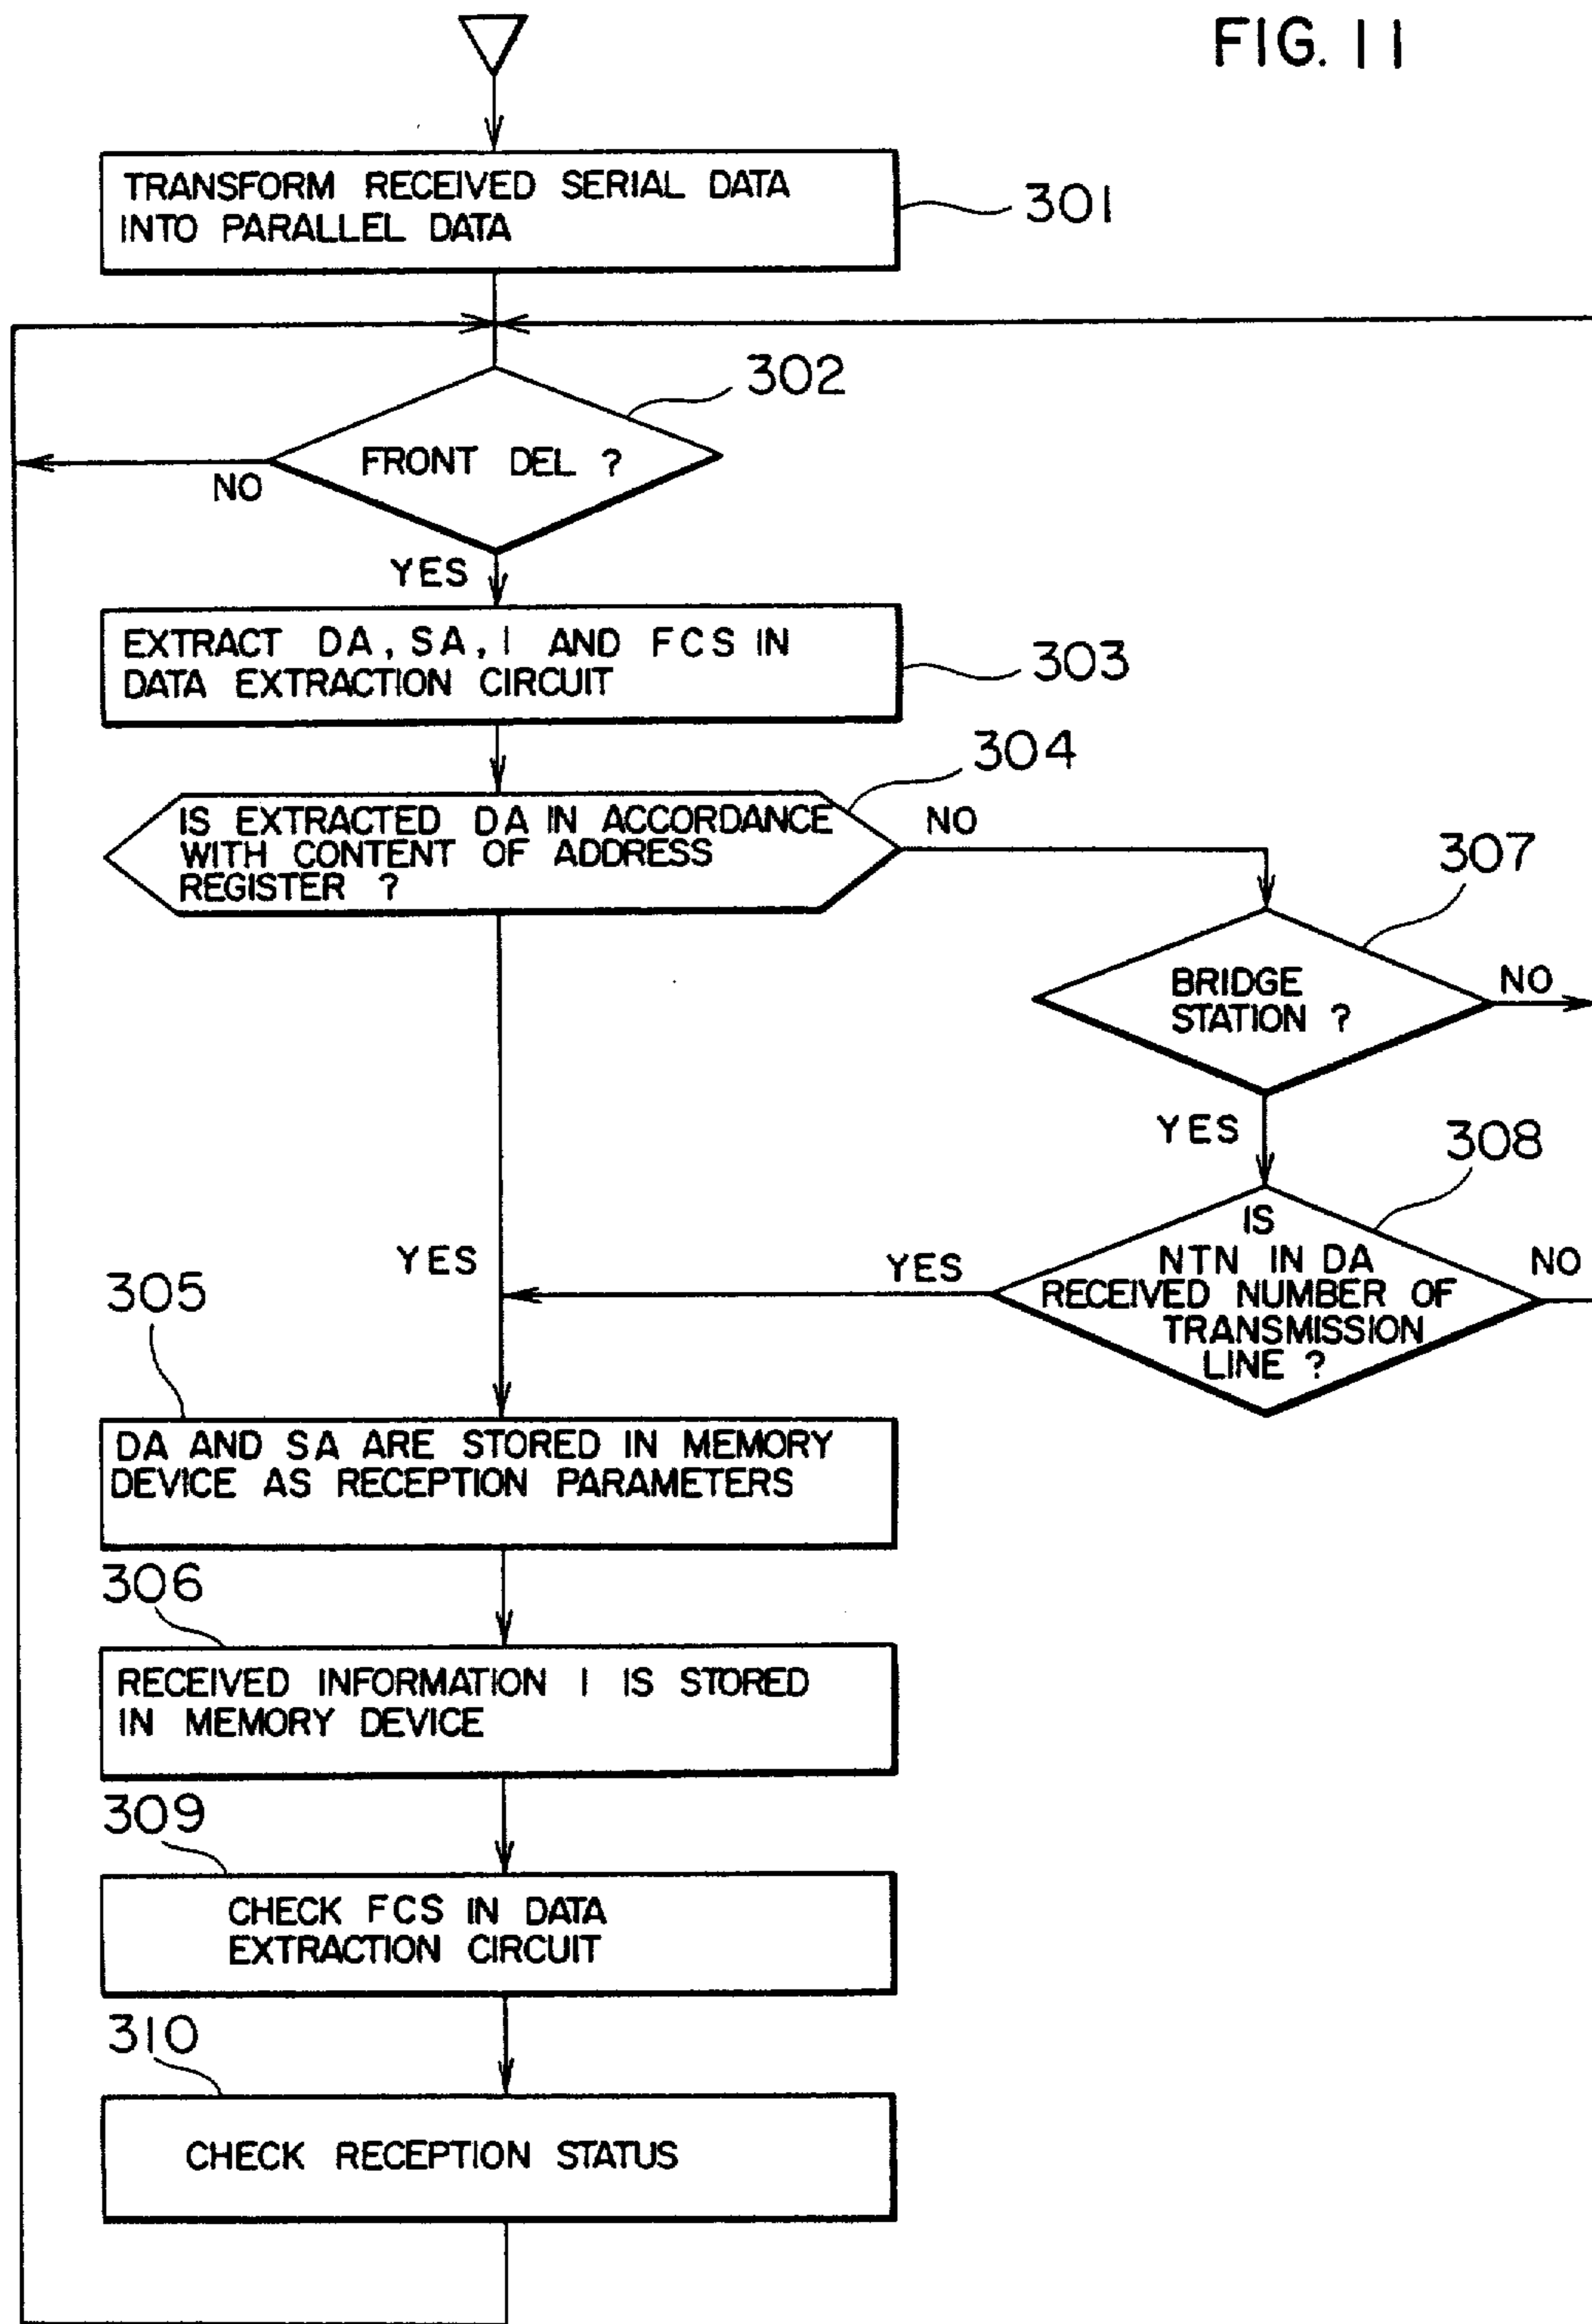 FIG. 11
TRANSFORM RECEIVED SERIAL DATA
INTO PARALLEL DATA
301
302
FRONT DEL ?
NO
YES
EXTRACT DA, SA, I AND FCS IN
DATA EXTRACTION CIRCUIT
303
304
IS EXTRACTED DA IN ACCORDANCE
WITH CONTENT OF ADDRESS
REGISTER ?
NO
307
BRIDGE
STATION ?
NO
YES
308
IS
NTN IN DA
RECEIVED NUMBER OF
TRANSMISSION
LINE ?
NO
YES
YES
305
DA AND SA ARE STORED IN MEMORY
DEVICE AS RECEPTION PARAMETERS
306
RECEIVED INFORMATION I IS STORED
IN MEMORY DEVICE
309
CHECK FCS IN DATA
EXTRACTION CIRCUIT
310
CHECK RECEPTION STATUS